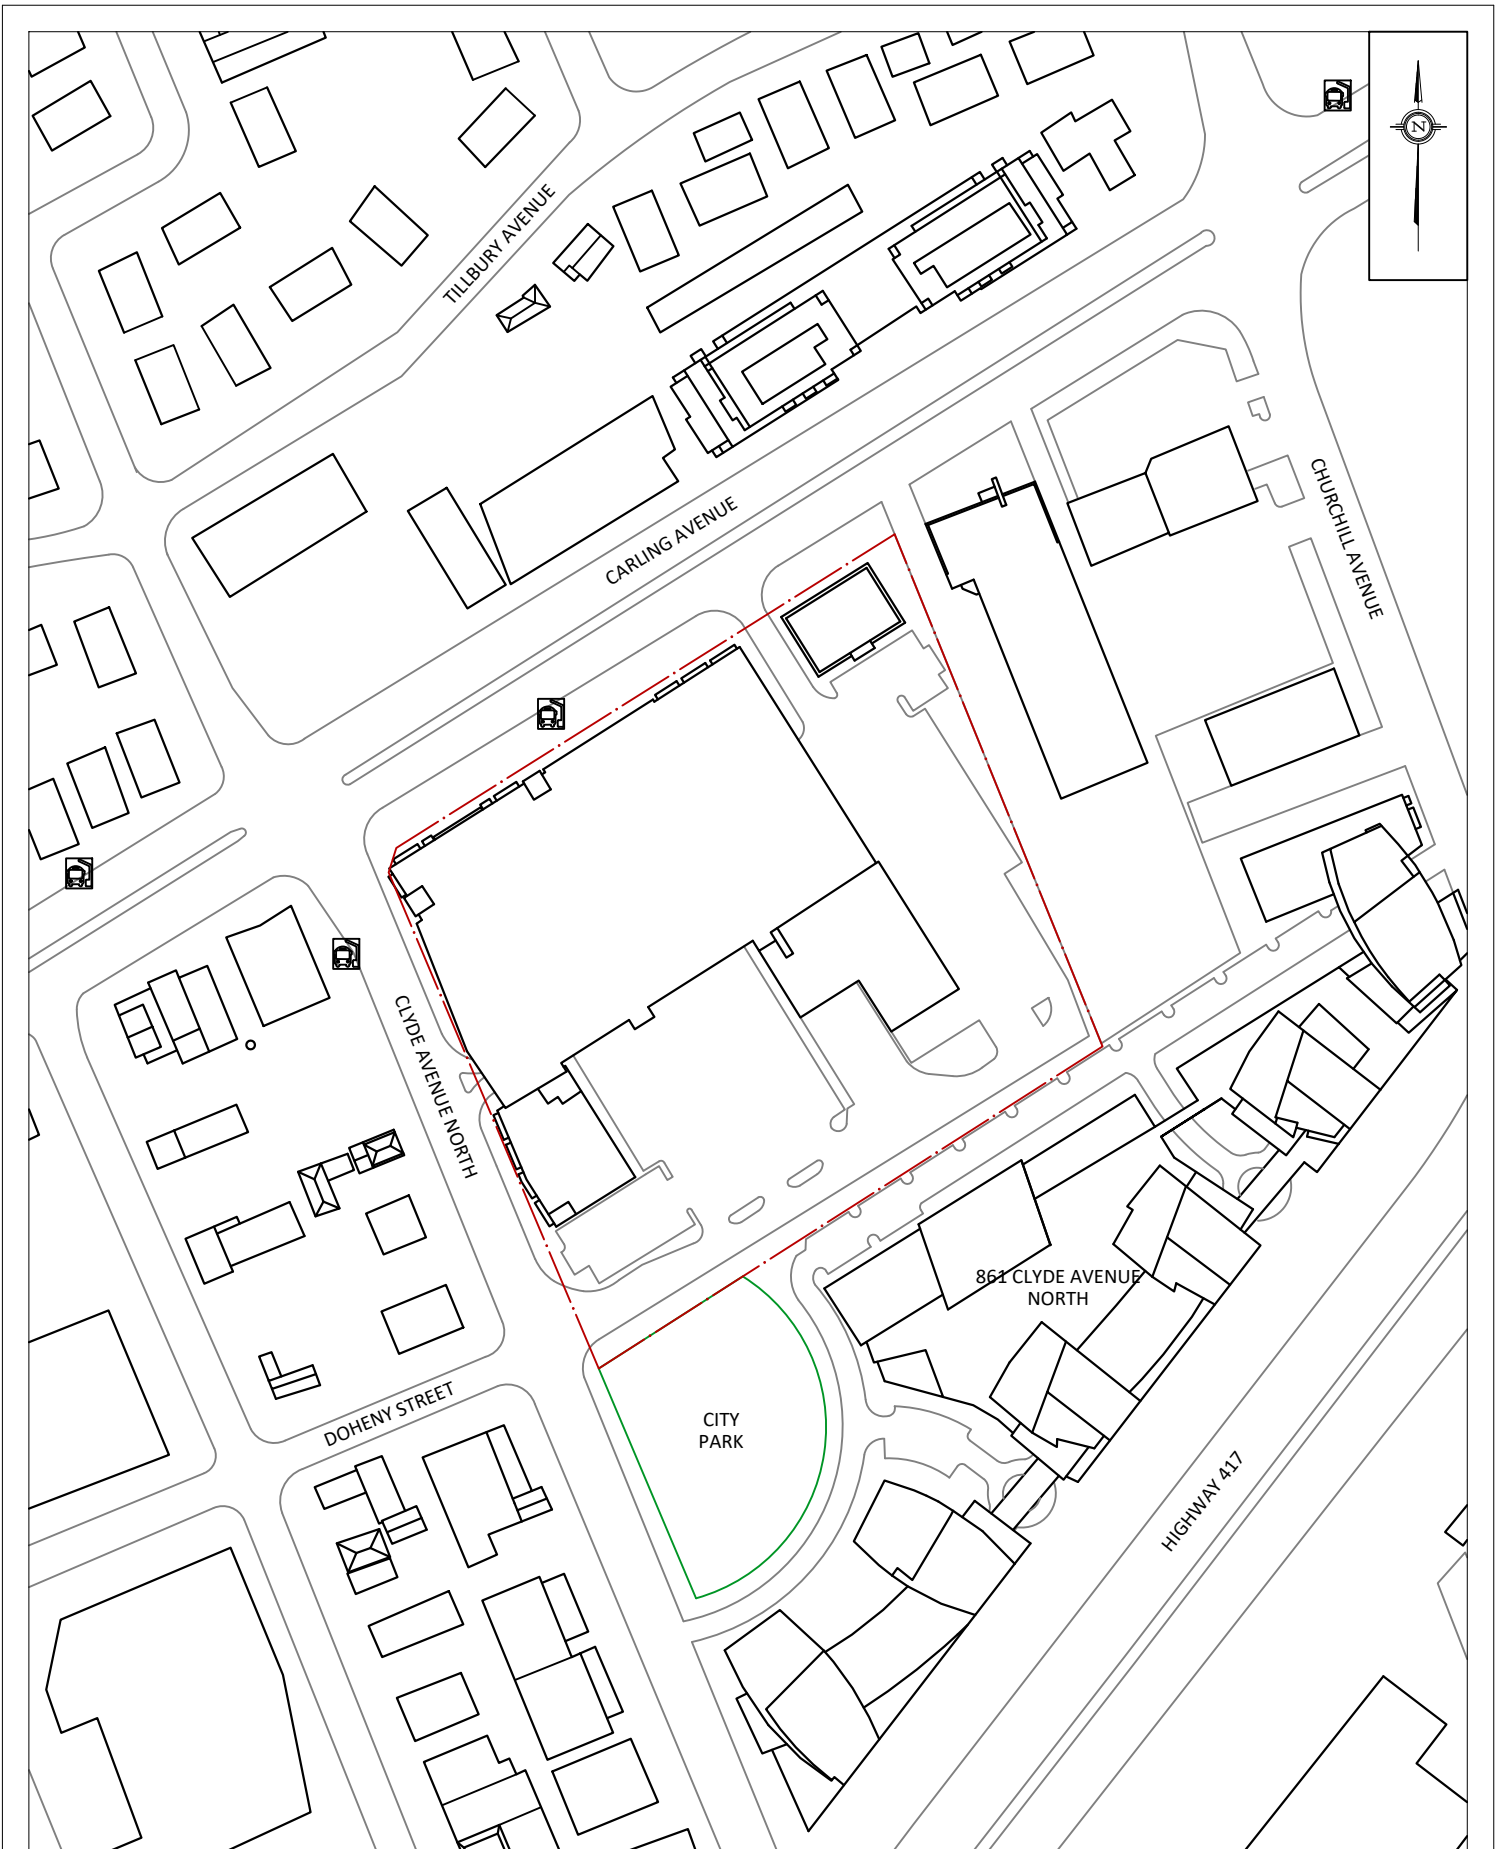 N
TILLBURY AVENUE
CARLING AVENUE
CHURCHILL AVENUE
CLYDE AVENUE NORTH
861 CLYDE AVENUE
NORTH
DOHENY STREET
CITY
PARK
HIGHWAY 417